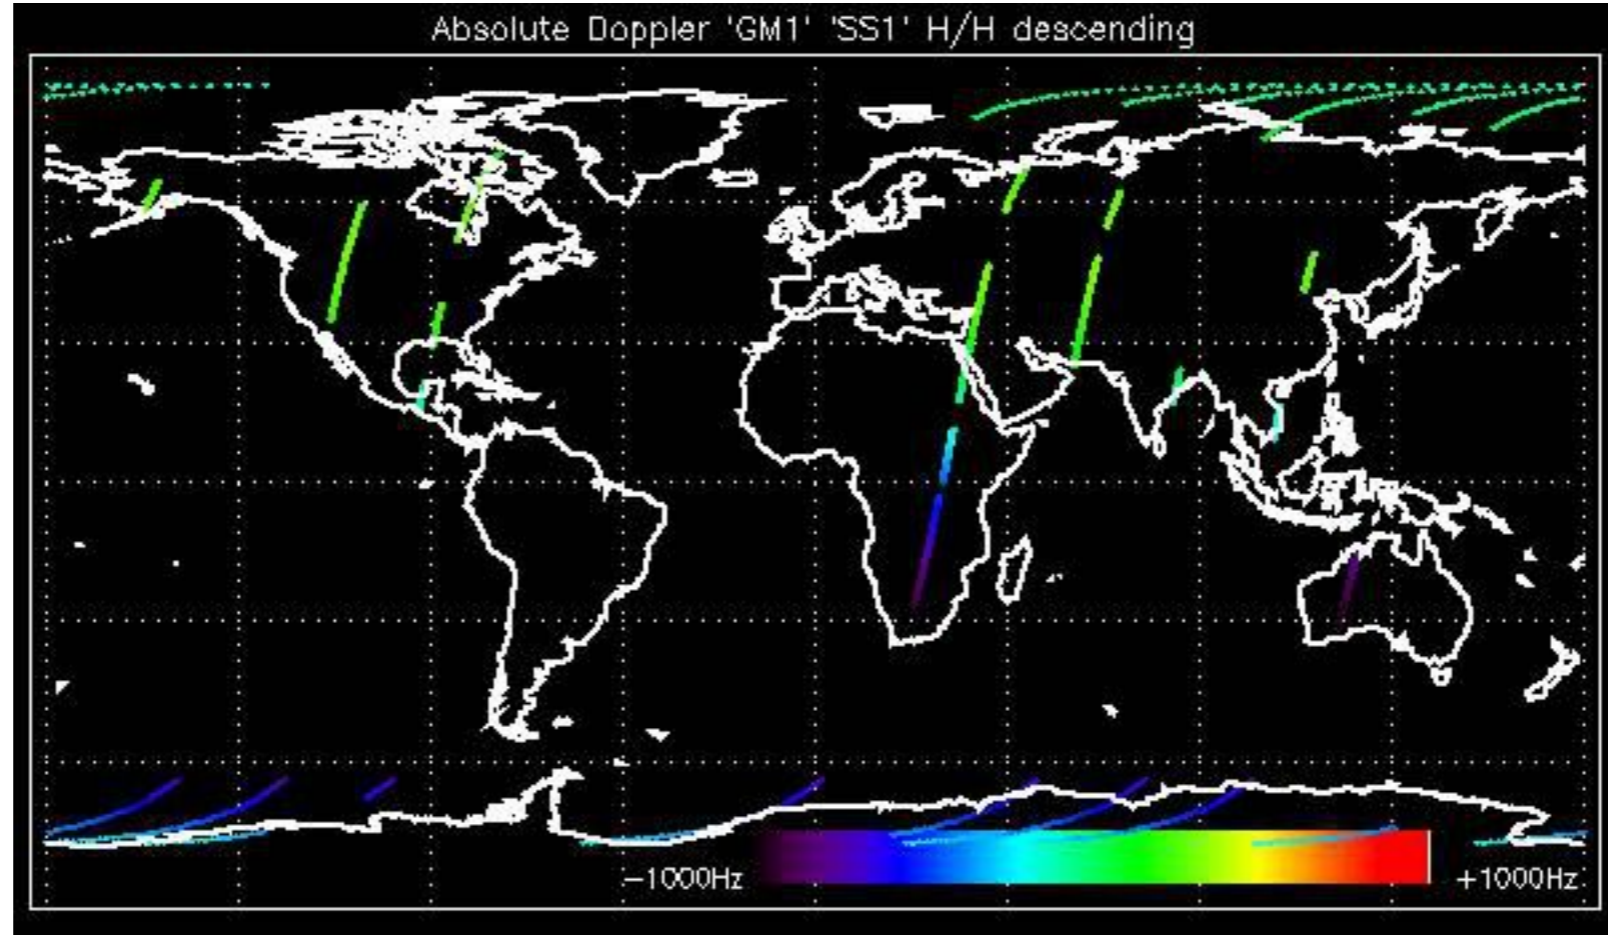 Absolute Doppler 'GM1' 'SS1' H/H descending
−1000Hz
+1000Hz